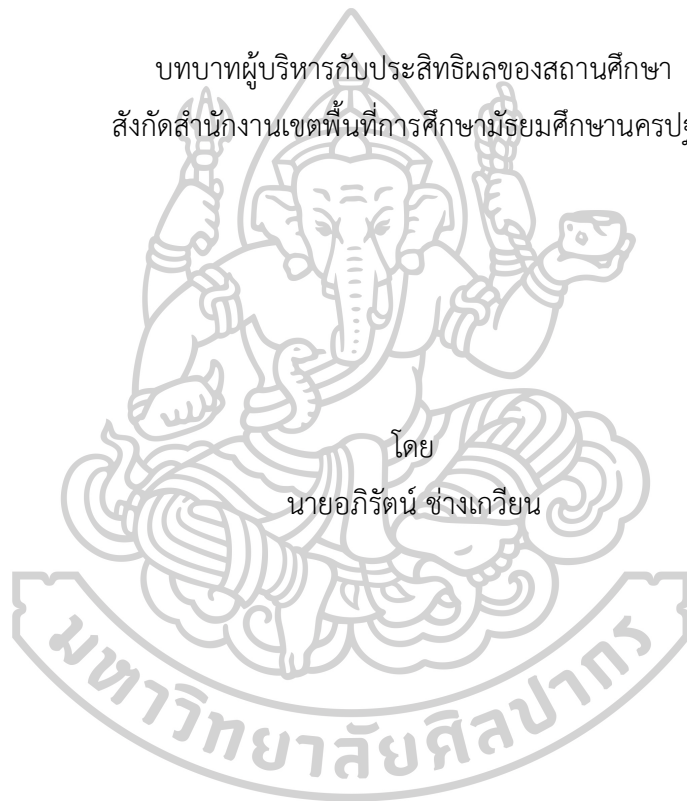 บทบาทผู้บริหารกับประสิทธิผลของสถานศึกษา
สังกัดสำนักงานเขตพื้นที่การศึกษามัธยมศึกษา
โดย
นายอภิรัตน์ ช่างเกวียน
มหาวิทยาลัยศิลปากร